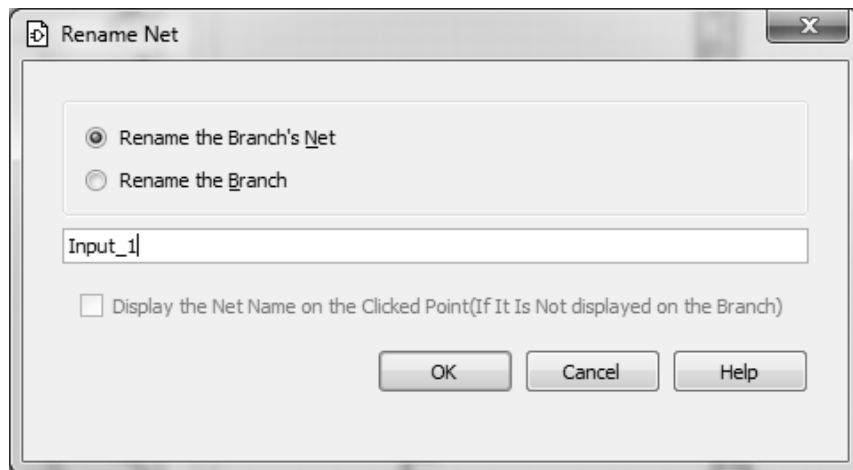 Rename Net
Rename the Branch's Net
Rename the Branch
Input_1
Display the Net Name on the Clicked Point(If It Is Not displayed on the Branch)
OK Cancel Help